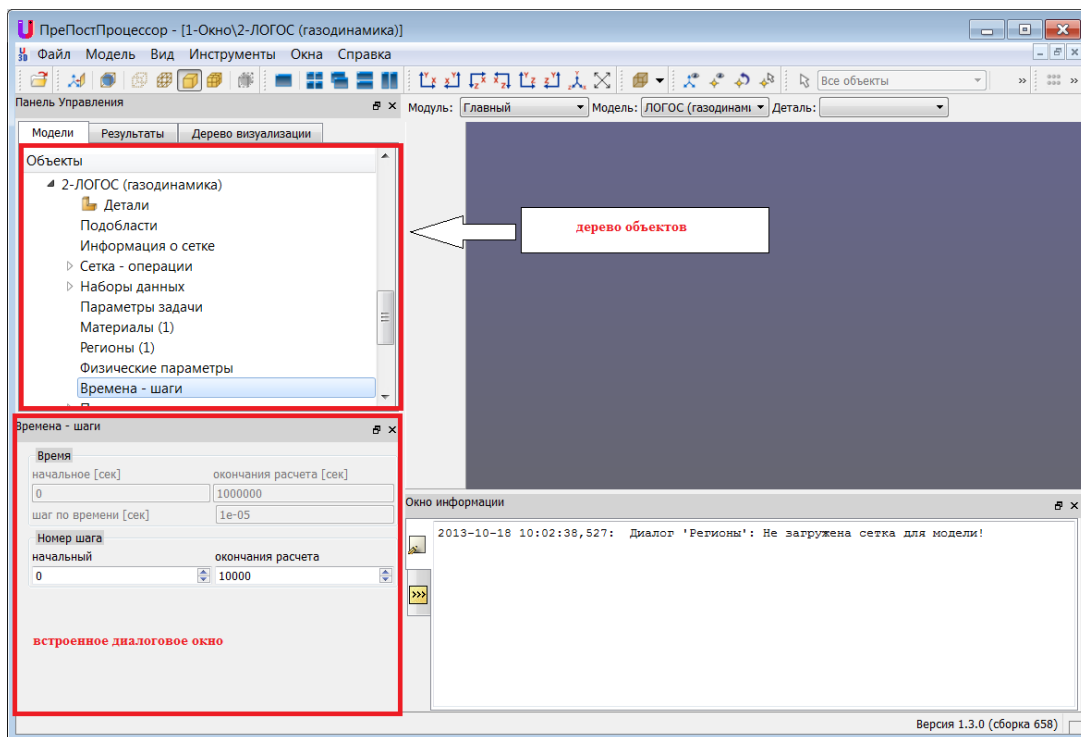 ПреПостПроцессор - [1-Окно\2-ЛОГОС (газодинамика)]
Файл Модель Вид Инструменты Окна Справка
Все объекты
Панель Управления
Модуль: Главный Модель: ЛОГОС (газодинами Деталь:
Модели Результаты Дерево визуализации
Объекты
2-ЛОГОС (газодинамика)
Детали
Подобласти
Информация о сетке
Сетка - операции
Наборы данных
Параметры задачи
Материалы (1)
Регионы (1)
Физические параметры
Времена - шаги
дерево объектов
Времена - шаги
Время
начальное [сек] окончания расчета [сек]
0 1000000
шаг по времени [сек] 1e-05
Номер шага
начальный окончания расчета
0 10000
встроенное диалоговое окно
Окно информации
2013-10-18 10:02:38,527: Диалог 'Регионы': Не загружена сетка для модели!
>>>
Версия 1.3.0 (сборка 658)